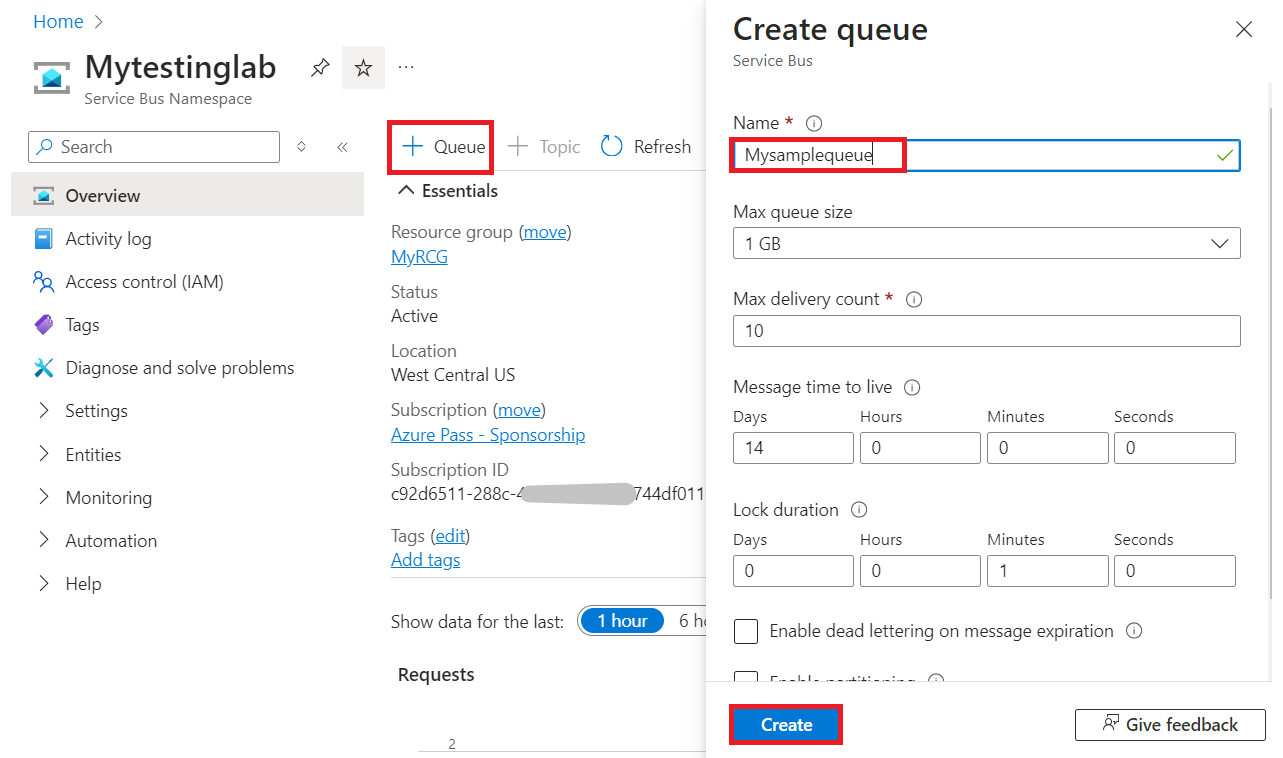 Home
Mytestinglab
Service Bus Namespace
Search
Overview
Activity log
Access control (IAM)
Tags
Diagnose and solve problems
Settings
Entities
Monitoring
Automation
Help
Queue
Topic
Refresh
Essentials
Resource group (move)
MyRCG
Status
Active
Location
West Central US
Subscription (move)
Azure Pass - Sponsorship
Subscription ID
c92d6511-288c-4 744df011
Tags (edit)
Add tags
Show data for the last: 1 hour 6 h
Requests
2
Create queue
Service Bus
Name *
Mysamplequeue
Max queue size
1 GB
Max delivery count *
10
Message time to live
Days Hours Minutes Seconds
14 0 0 0
Lock duration
Days Hours Minutes Seconds
0 0 1 0
Enable dead lettering on message expiration
Enable partitioning
Create
Give feedback